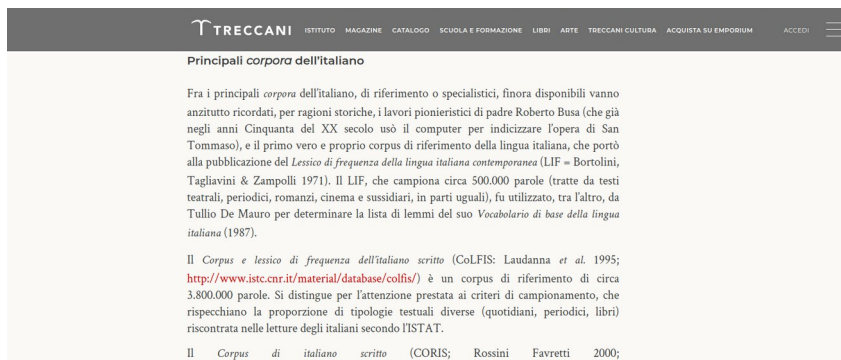 TRECCANI ISTITUTO MAGAZINE CATALOGO SCUOLA E FORMAZIONE LIBRI ARTE TRECCANI CULTURA ACQUISTA SU EMPORIUM ACCEDI
Principali corpora dell'italiano
Fra i principali corpora dell'italiano, di riferimento o specialistici, finora disponibili vanno
anzitutto ricordati, per ragioni storiche, i lavori pionieristici di padre Roberto Busa (che già
negli anni Cinquanta del XX secolo usò il computer per indicizzare l'opera di San
Tommaso), e il primo vero e proprio corpus di riferimento della lingua italiana, che portò
alla pubblicazione del Lessico di frequenza della lingua italiana contemporanea (LIF = Bortolini,
Tagliavini & Zampolli 1971). Il LIF, che campiona circa 500.000 parole (tratte da testi
teatrali, periodici, romanzi, cinema e sussidiari, in parti uguali), fu utilizzato, tra l'altro, da
Tullio De Mauro per determinare la lista di lemmi del suo Vocabolario di base della lingua
italiana (1987).
Il Corpus e lessico di frequenza dell'italiano scritto (CoLFIS: Laudanna et al. 1995;
http://www.istc.cnr.it/material/database/colfis/) è un corpus di riferimento di circa
3.800.000 parole. Si distingue per l'attenzione prestata ai criteri di campionamento, che
rispecchiano la proporzione di tipologie testuali diverse (quotidiani, periodici, libri)
riscontrata nelle letture degli italiani secondo l'ISTAT.
Il Corpus di italiano scritto (CORIS; Rossini Favretti 2000;